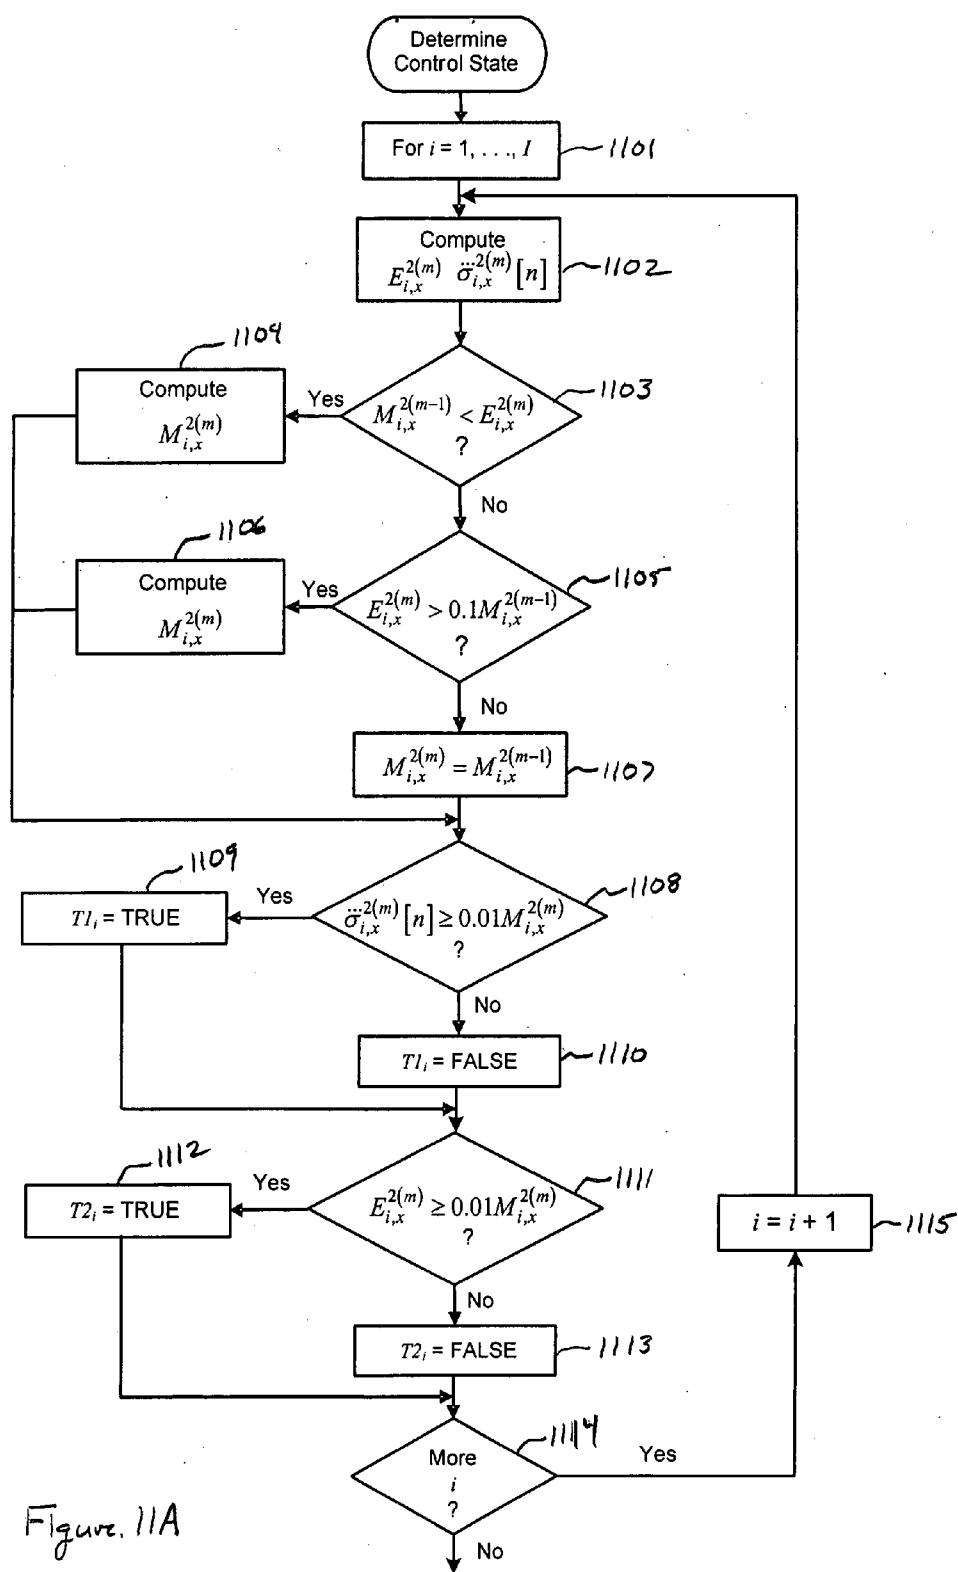 Determine
Control State
For i = 1, . . ., I
1101
Compute
E_{i,x}^{2(m)} \dddot{σ}_{i,x}^{2(m)}[n]
1102
1104
Compute
M_{i,x}^{2(m)}
Yes
M_{i,x}^{2(m−1)} < E_{i,x}^{2(m)}
?
1103
No
1106
Compute
M_{i,x}^{2(m)}
Yes
E_{i,x}^{2(m)} > 0.1M_{i,x}^{2(m−1)}
?
1105
No
M_{i,x}^{2(m)} = M_{i,x}^{2(m−1)}
1107
1109
T1_i = TRUE
Yes
\dddot{σ}_{i,x}^{2(m)}[n] ≥ 0.01M_{i,x}^{2(m)}
?
1108
No
T1_i = FALSE
1110
1112
T2_i = TRUE
Yes
E_{i,x}^{2(m)} ≥ 0.01M_{i,x}^{2(m)}
?
1111
No
i = i + 1
1115
T2_i = FALSE
1113
More
i
?
1114
Yes
No
Figure. 11A